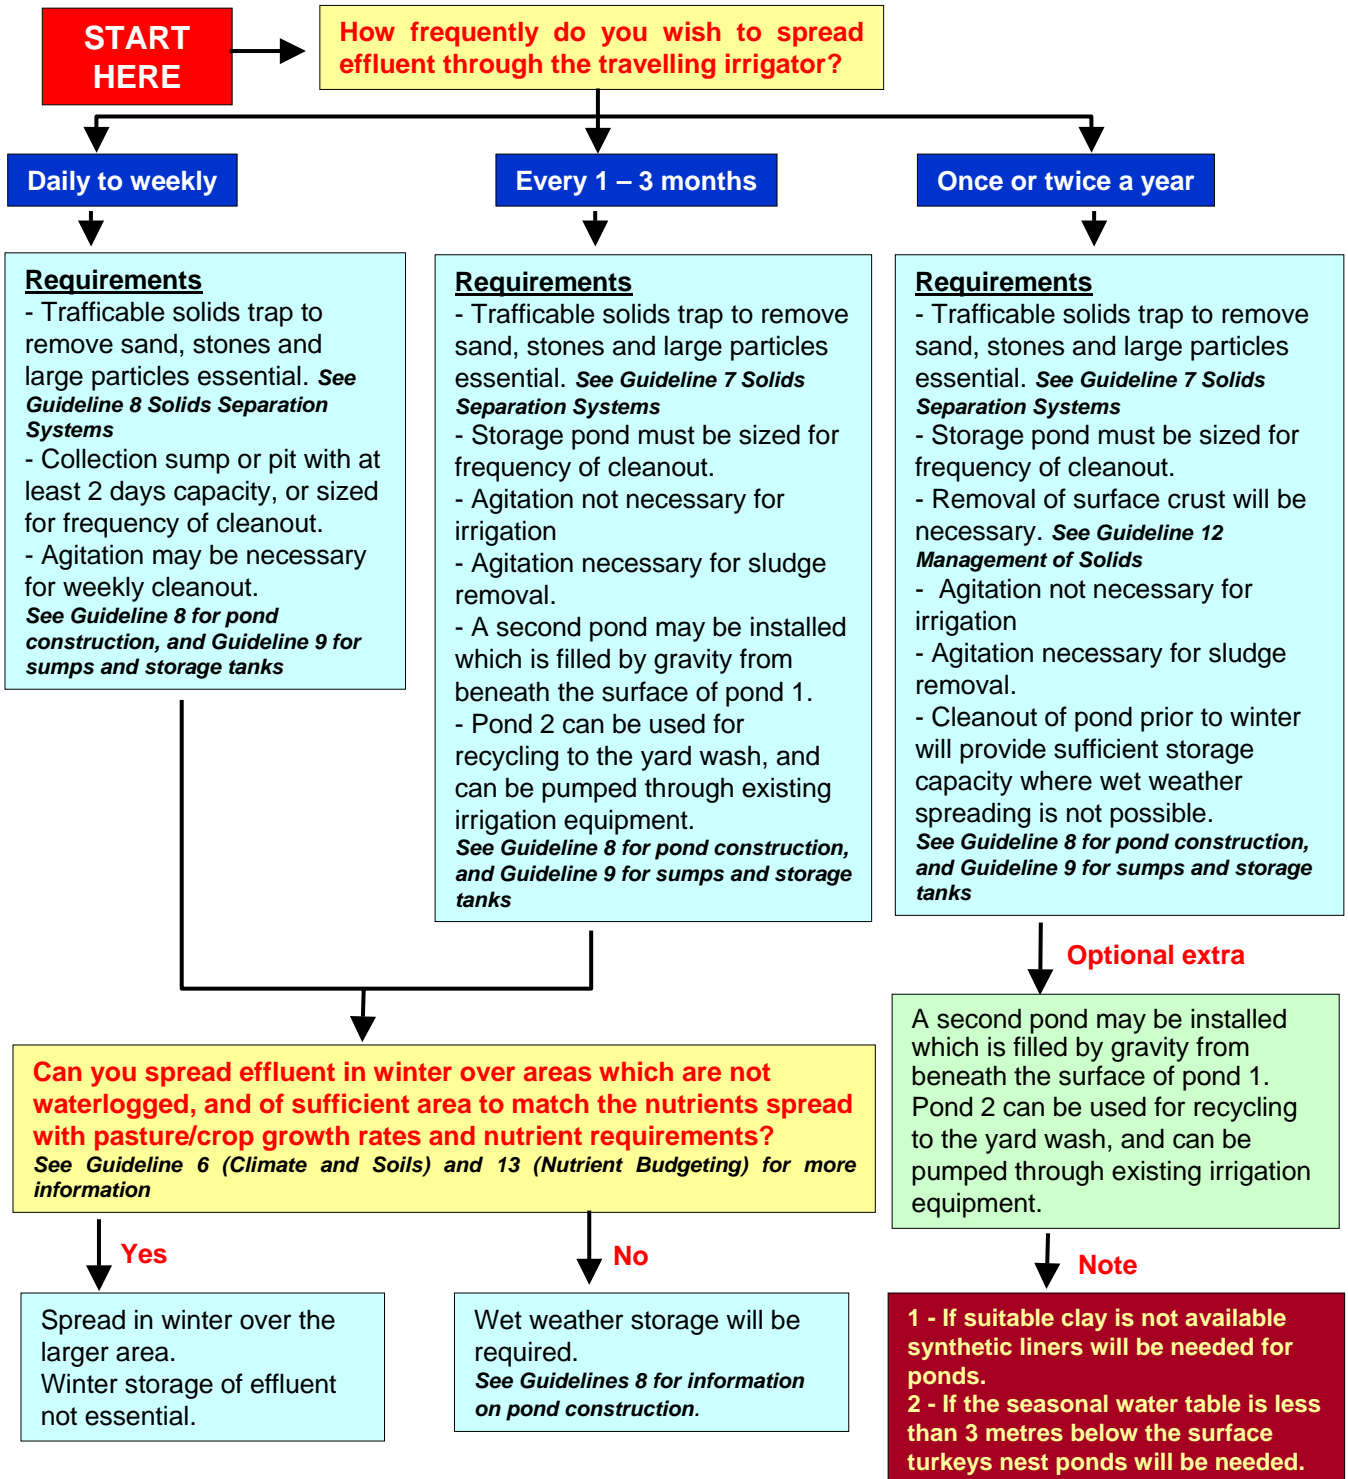 START
HERE
How frequently do you wish to spread
effluent through the travelling irrigator?
Daily to weekly
Every 1 – 3 months
Once or twice a year
Requirements
- Trafficable solids trap to
remove sand, stones and
large particles essential. See
Guideline 8 Solids Separation
Systems
- Collection sump or pit with at
least 2 days capacity, or sized
for frequency of cleanout.
- Agitation may be necessary
for weekly cleanout.
See Guideline 8 for pond
construction, and Guideline 9 for
sumps and storage tanks
Requirements
- Trafficable solids trap to remove
sand, stones and large particles
essential. See Guideline 7 Solids
Separation Systems
- Storage pond must be sized for
frequency of cleanout.
- Agitation not necessary for
irrigation
- Agitation necessary for sludge
removal.
- A second pond may be installed
which is filled by gravity from
beneath the surface of pond 1.
- Pond 2 can be used for
recycling to the yard wash, and
can be pumped through existing
irrigation equipment.
See Guideline 8 for pond construction,
and Guideline 9 for sumps and storage
tanks
Requirements
- Trafficable solids trap to remove
sand, stones and large particles
essential. See Guideline 7 Solids
Separation Systems
- Storage pond must be sized for
frequency of cleanout.
- Removal of surface crust will be
necessary. See Guideline 12
Management of Solids
- Agitation not necessary for
irrigation
- Agitation necessary for sludge
removal.
- Cleanout of pond prior to winter
will provide sufficient storage
capacity where wet weather
spreading is not possible.
See Guideline 8 for pond construction,
and Guideline 9 for sumps and storage
tanks
Optional extra
A second pond may be installed
which is filled by gravity from
beneath the surface of pond 1.
Pond 2 can be used for recycling
to the yard wash, and can be
pumped through existing irrigation
equipment.
Can you spread effluent in winter over areas which are not
waterlogged, and of sufficient area to match the nutrients spread
with pasture/crop growth rates and nutrient requirements?
See Guideline 6 (Climate and Soils) and 13 (Nutrient Budgeting) for more
information
Yes
No
Note
Spread in winter over the
larger area.
Winter storage of effluent
not essential.
Wet weather storage will be
required.
See Guidelines 8 for information
on pond construction.
1 - If suitable clay is not available
synthetic liners will be needed for
ponds.
2 - If the seasonal water table is less
than 3 metres below the surface
turkeys nest ponds will be needed.